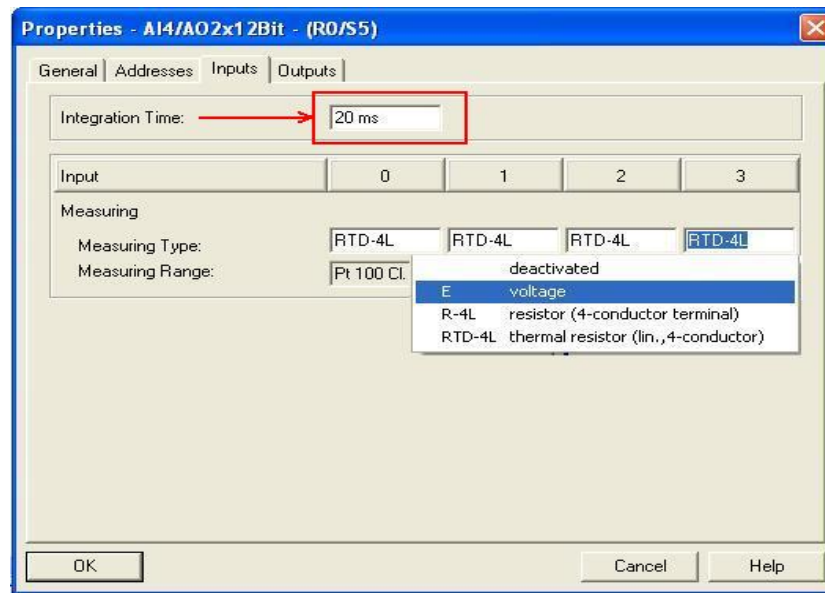 Properties - AI4/AO2x12Bit - (R0/S5)
General Addresses Inputs Outputs
Integration Time: 20 ms
Input 0 1 2 3
Measuring
Measuring Type: RTD-4L RTD-4L RTD-4L RTD-4L
Measuring Range: Pt 100 Cl.
deactivated
E voltage
R-4L resistor (4-conductor terminal)
RTD-4L thermal resistor (lin.,4-conductor)
OK Cancel Help